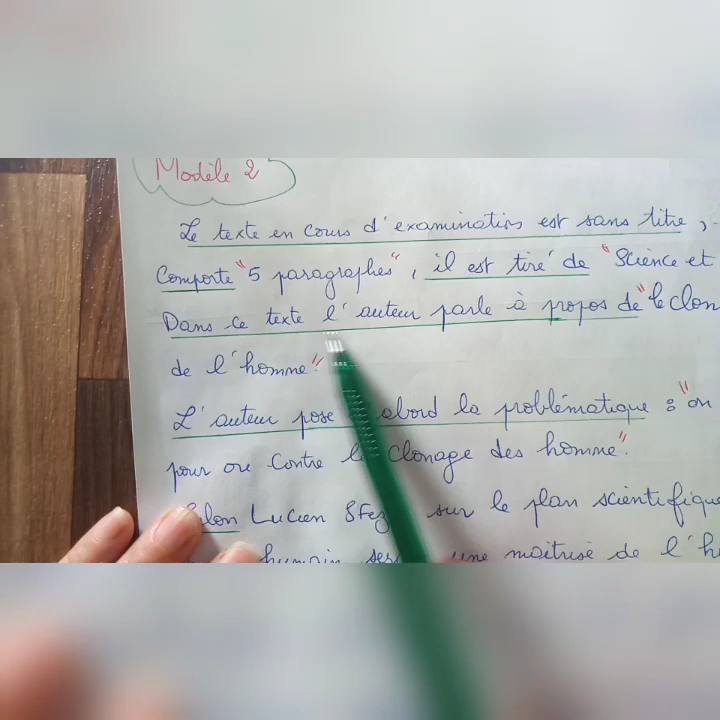 Modèle 2
Le texte en cours d'examination est sans titre,
Comporte "5 paragraphes", il est tiré de "Science et
Dans ce texte l'auteur parle à propos de "le clon
de l'homme"
L'auteur pose abord la problématique : "on
pour ou contre le clonage des homme".
Lucien Sfez sur le plan scientifique
humain une maîtrise de l'h